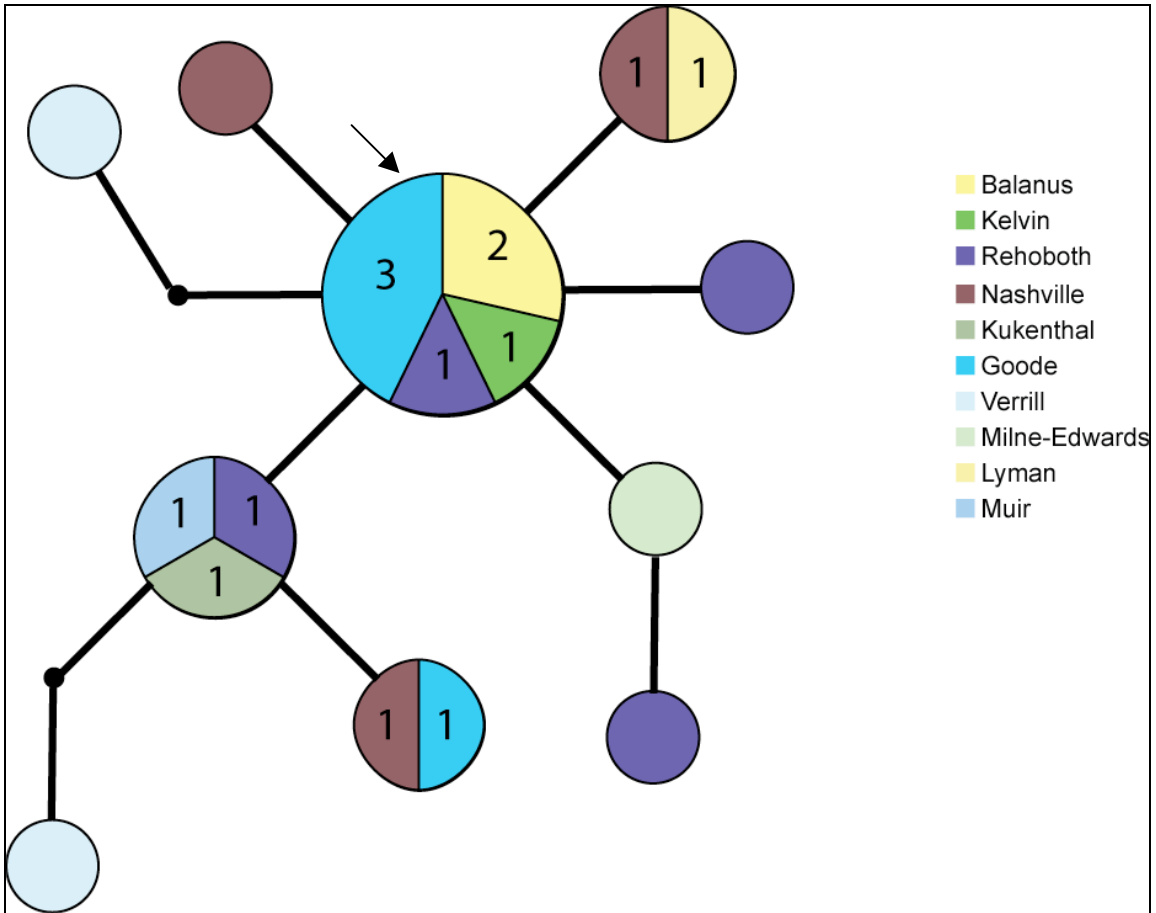 1 1
3 2
1 1
1 1
1
1 1
Balanus
Kelvin
Rehoboth
Nashville
Kukenthal
Goode
Verrill
Milne-Edwards
Lyman
Muir